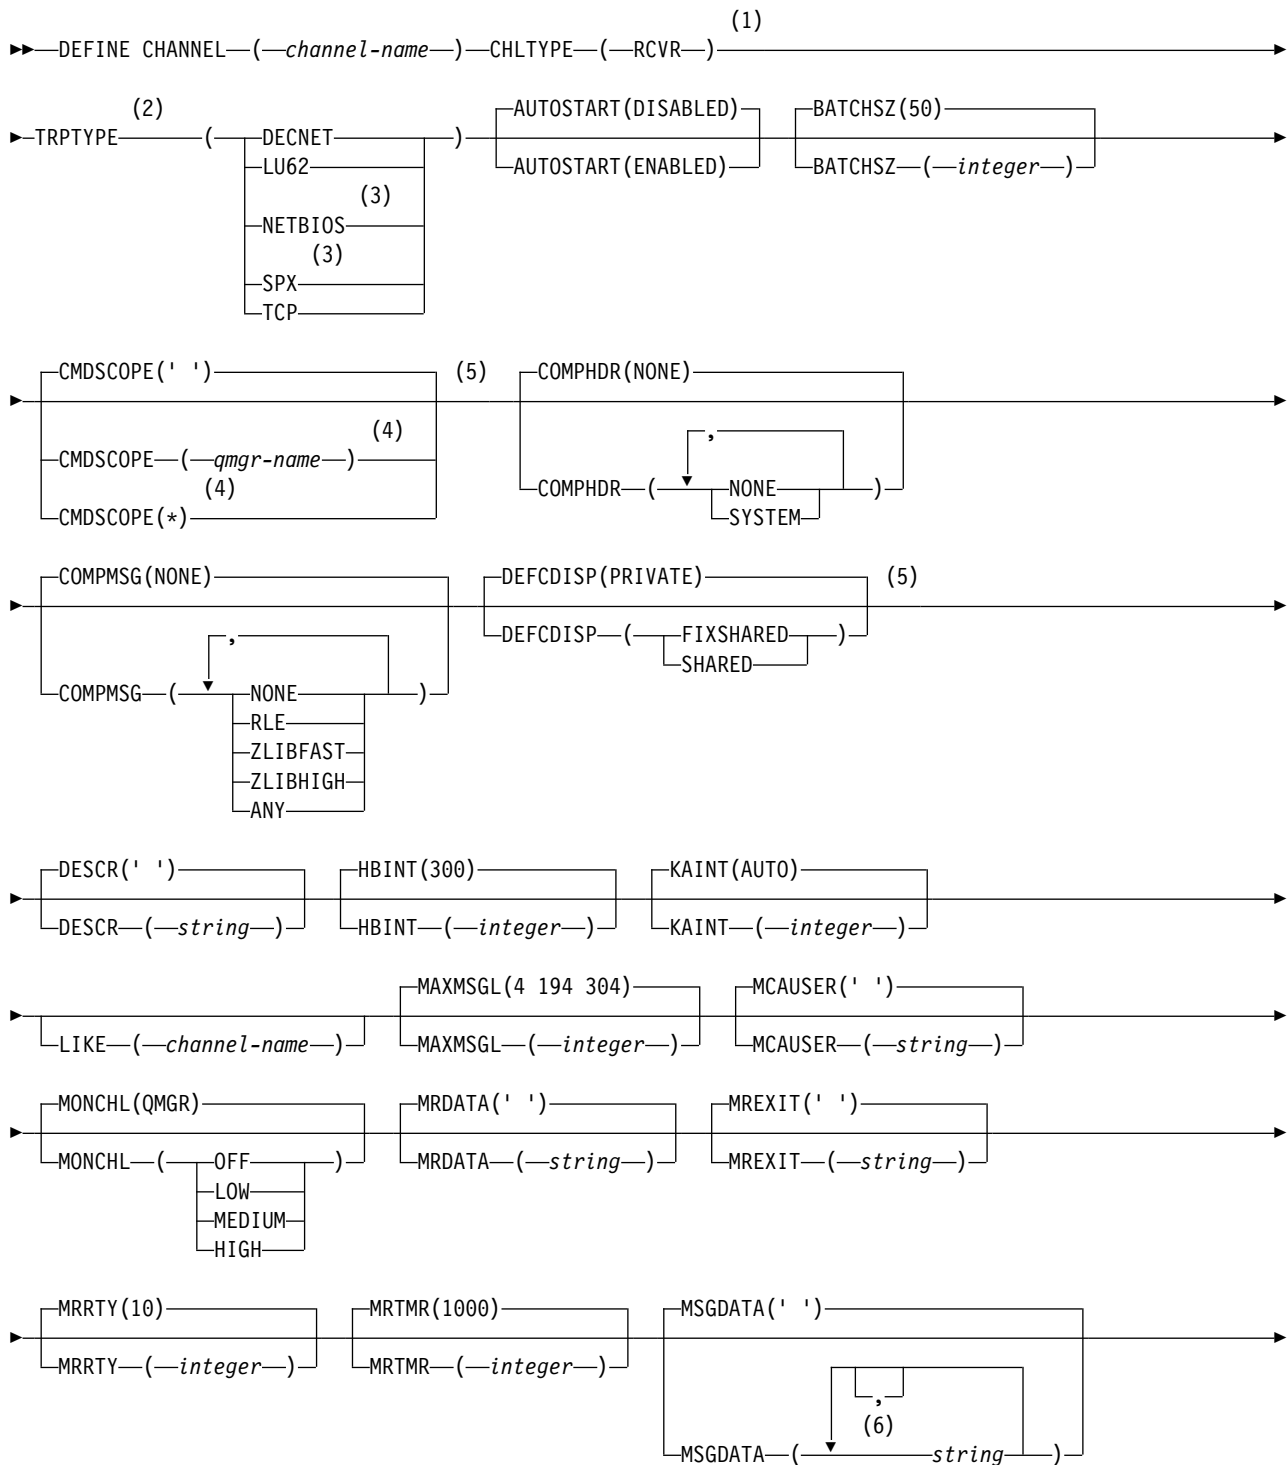 (1)
DEFINE CHANNEL ( channel-name ) CHLTYPE ( RCVR )
(2)
TRPTYPE ( DECNET ) AUTOSTART(DISABLED) BATCHSZ(50)
LU62 AUTOSTART(ENABLED) BATCHSZ ( integer )
(3)
NETBIOS
(3)
SPX
TCP
CMDSCOPE(' ') (5) COMPHDR(NONE)
(4) ,
CMDSCOPE ( qmgr-name )
(4) COMPHDR ( NONE )
CMDSCOPE(*) SYSTEM
COMPMSG(NONE) DEFCDISP(PRIVATE) (5)
, DEFCDISP ( FIXSHARED )
SHARED
COMPMSG ( NONE )
RLE
ZLIBFAST
ZLIBHIGH
ANY
DESCR(' ') HBINT(300) KAINT(AUTO)
DESCR ( string ) HBINT ( integer ) KAINT ( integer )
MAXMSGL(4 194 304) MCAUSER(' ')
LIKE ( channel-name ) MAXMSGL ( integer ) MCAUSER ( string )
MONCHL(QMGR) MRDATA(' ') MREXIT(' ')
MONCHL ( OFF ) MRDATA ( string ) MREXIT ( string )
LOW
MEDIUM
HIGH
MRRTY(10) MRTMR(1000) MSGDATA(' ')
MRRTY ( integer ) MRTMR ( integer )
,
(6)
MSGDATA ( string )